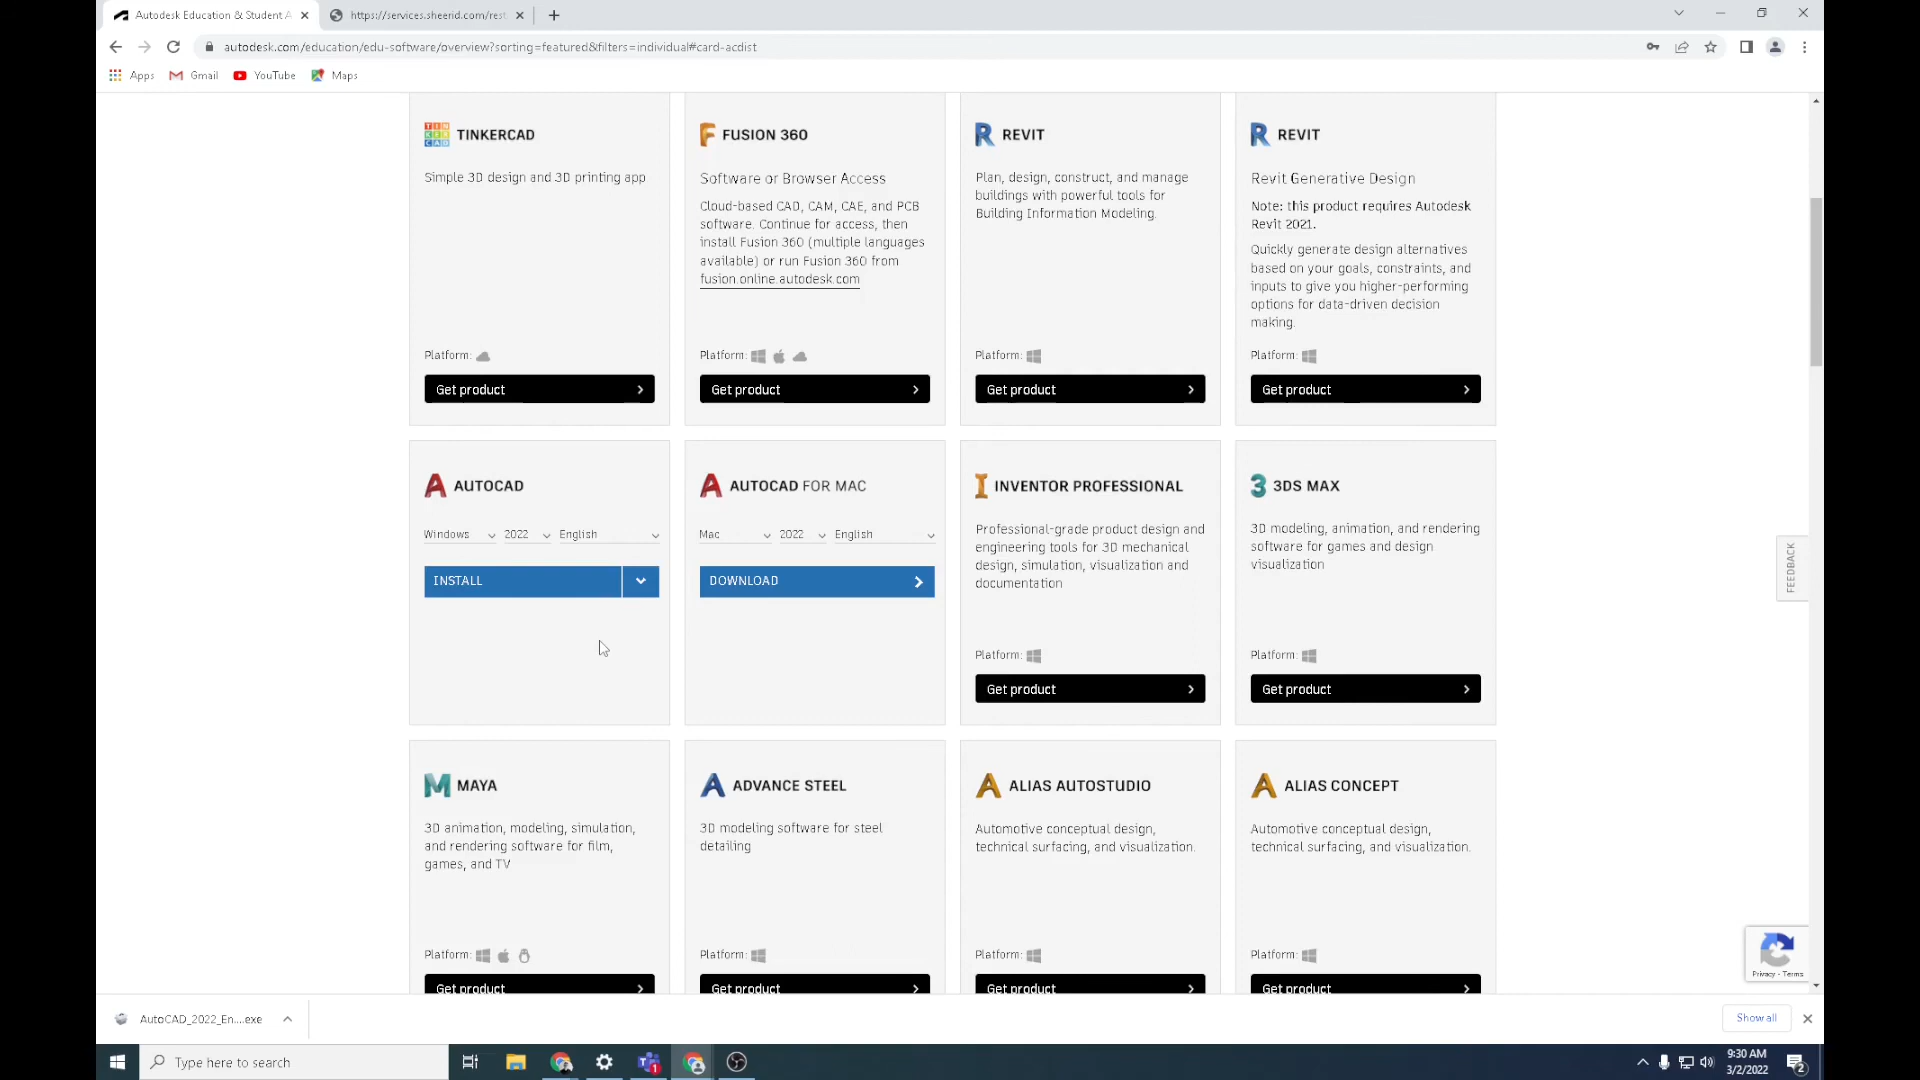 Autodesk Education & Student A
https://services.sheerid.com/rest
autodesk.com/education/edu-software/overview?sorting=featured&filters=individual#card-acdist
Apps
Gmail
YouTube
Maps
TINKERCAD
Simple 3D design and 3D printing app
Platform:
Get product
FUSION 360
Software or Browser Access
Cloud-based CAD, CAM, CAE, and PCB
software. Continue for access, then
install Fusion 360 (multiple languages
available) or run Fusion 360 from
fusion.online.autodesk.com
Platform:
Get product
REVIT
Plan, design, construct, and manage
buildings with powerful tools for
Building Information Modeling.
Platform:
Get product
REVIT
Revit Generative Design
Note: this product requires Autodesk
Revit 2021.
Quickly generate design alternatives
based on your goals, constraints, and
inputs to give you higher-performing
options for data-driven decision
making.
Platform:
Get product
AUTOCAD
Windows 2022 English
INSTALL
AUTOCAD FOR MAC
Mac 2022 English
DOWNLOAD
INVENTOR PROFESSIONAL
Professional-grade product design and
engineering tools for 3D mechanical
design, simulation, visualization and
documentation
Platform:
Get product
3DS MAX
3D modeling, animation, and rendering
software for games and design
visualization
Platform:
Get product
FEEDBACK
MAYA
3D animation, modeling, simulation,
and rendering software for film,
games, and TV
Platform:
Get product
ADVANCE STEEL
3D modeling software for steel
detailing
Platform:
Get product
ALIAS AUTOSTUDIO
Automotive conceptual design,
technical surfacing, and visualization.
Platform:
Get product
ALIAS CONCEPT
Automotive conceptual design,
technical surfacing, and visualization.
Platform:
Get product
Privacy - Terms
AutoCAD_2022_En....exe
Show all
Type here to search
1
9:30 AM
3/2/2022
2